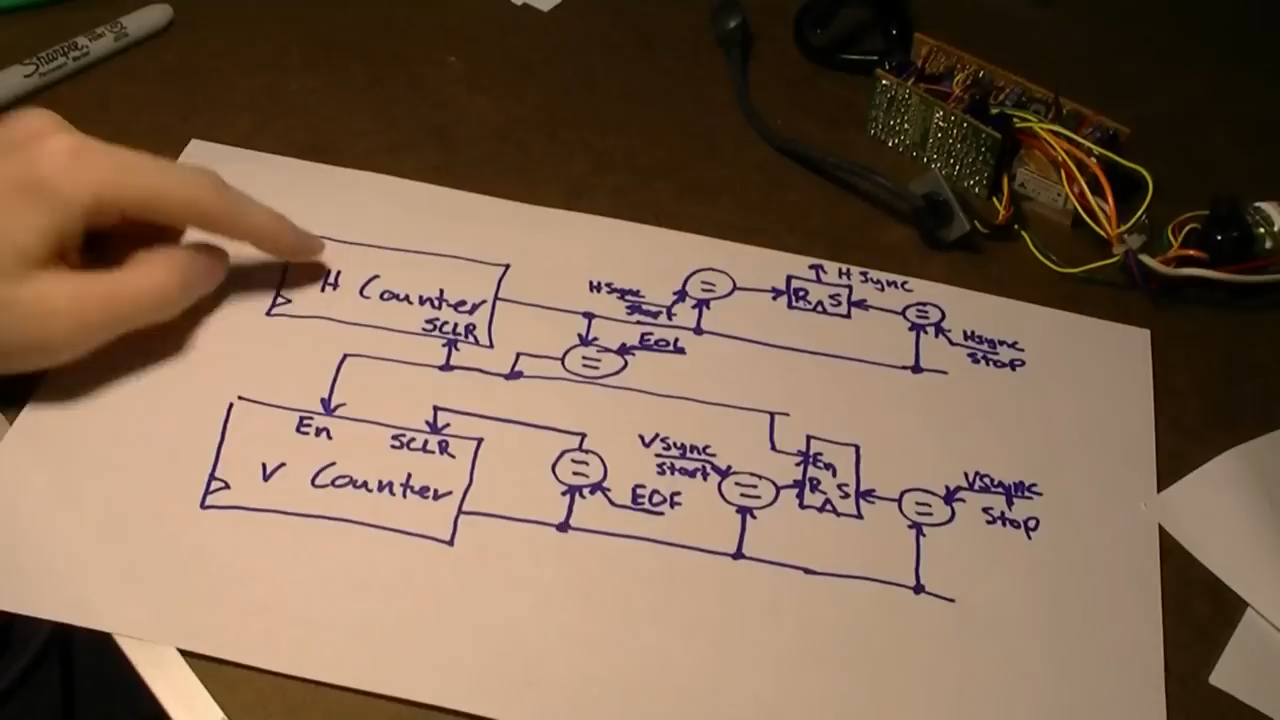 Sharpie
H Counter
SCLR
HSync
Start
=
R S
H Sync
=
Hsync
Stop
=
EOL
En
SCLR
V Counter
=
EOF
VSync
Start
=
En
R S
=
VSync
Stop